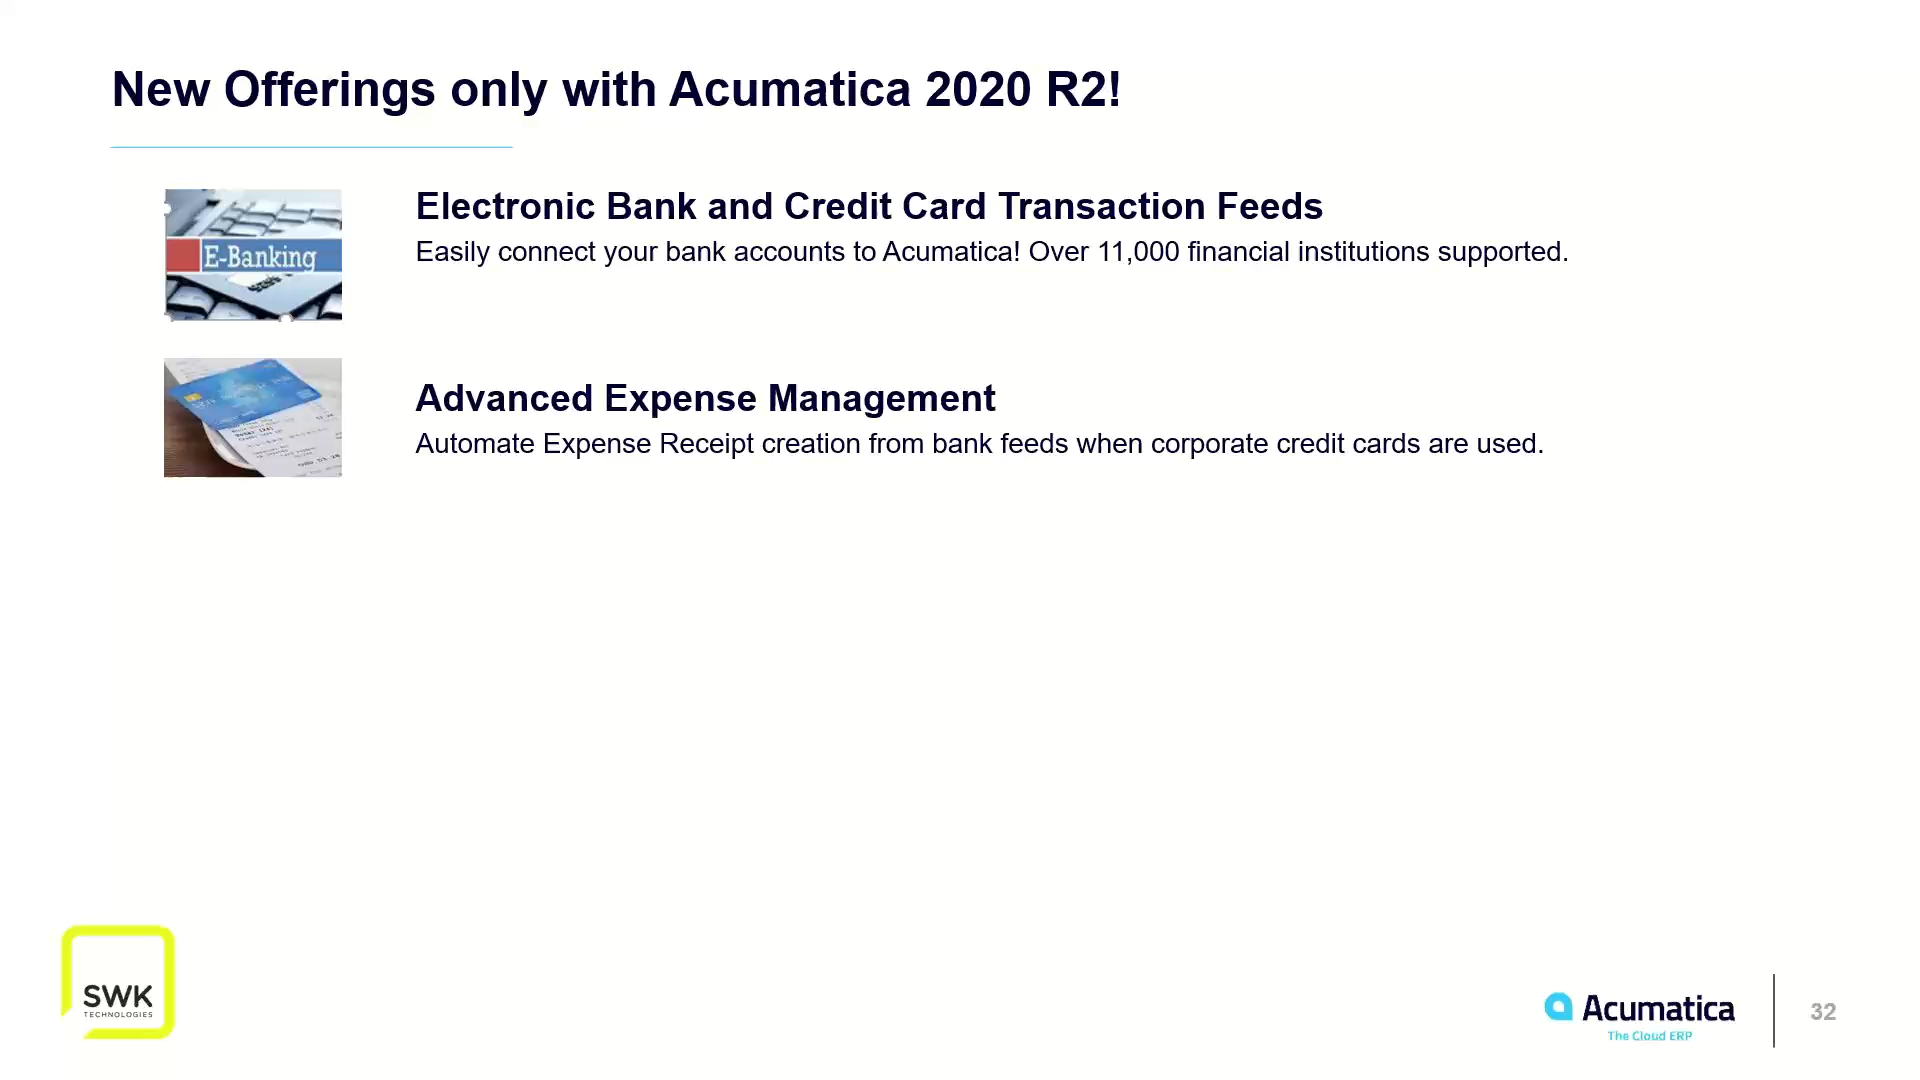 New Offerings only with Acumatica 2020 R2!
E-Banking
Electronic Bank and Credit Card Transaction Feeds
Easily connect your bank accounts to Acumatica! Over 11,000 financial institutions supported.
Advanced Expense Management
Automate Expense Receipt creation from bank feeds when corporate credit cards are used.
SWK
TECHNOLOGIES
Acumatica
The Cloud ERP
32